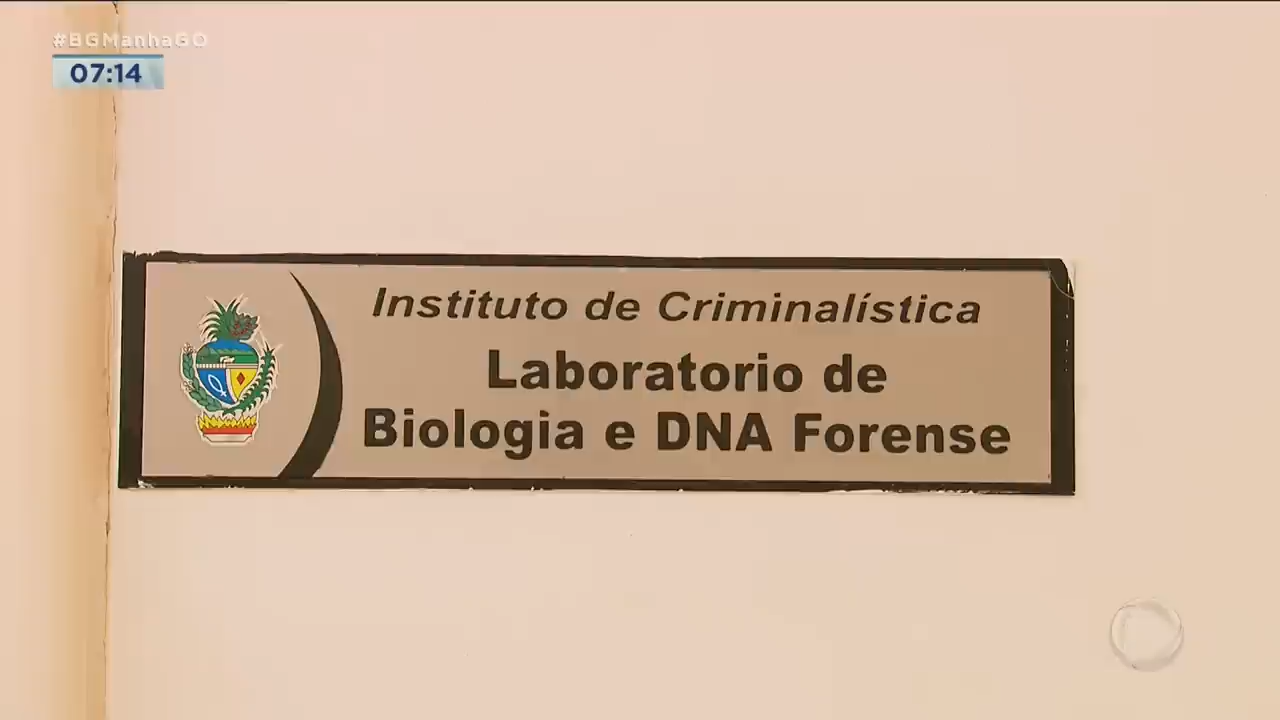 #BGManhaGO
07:14
Instituto de Criminalística
Laboratorio de
Biologia e DNA Forense